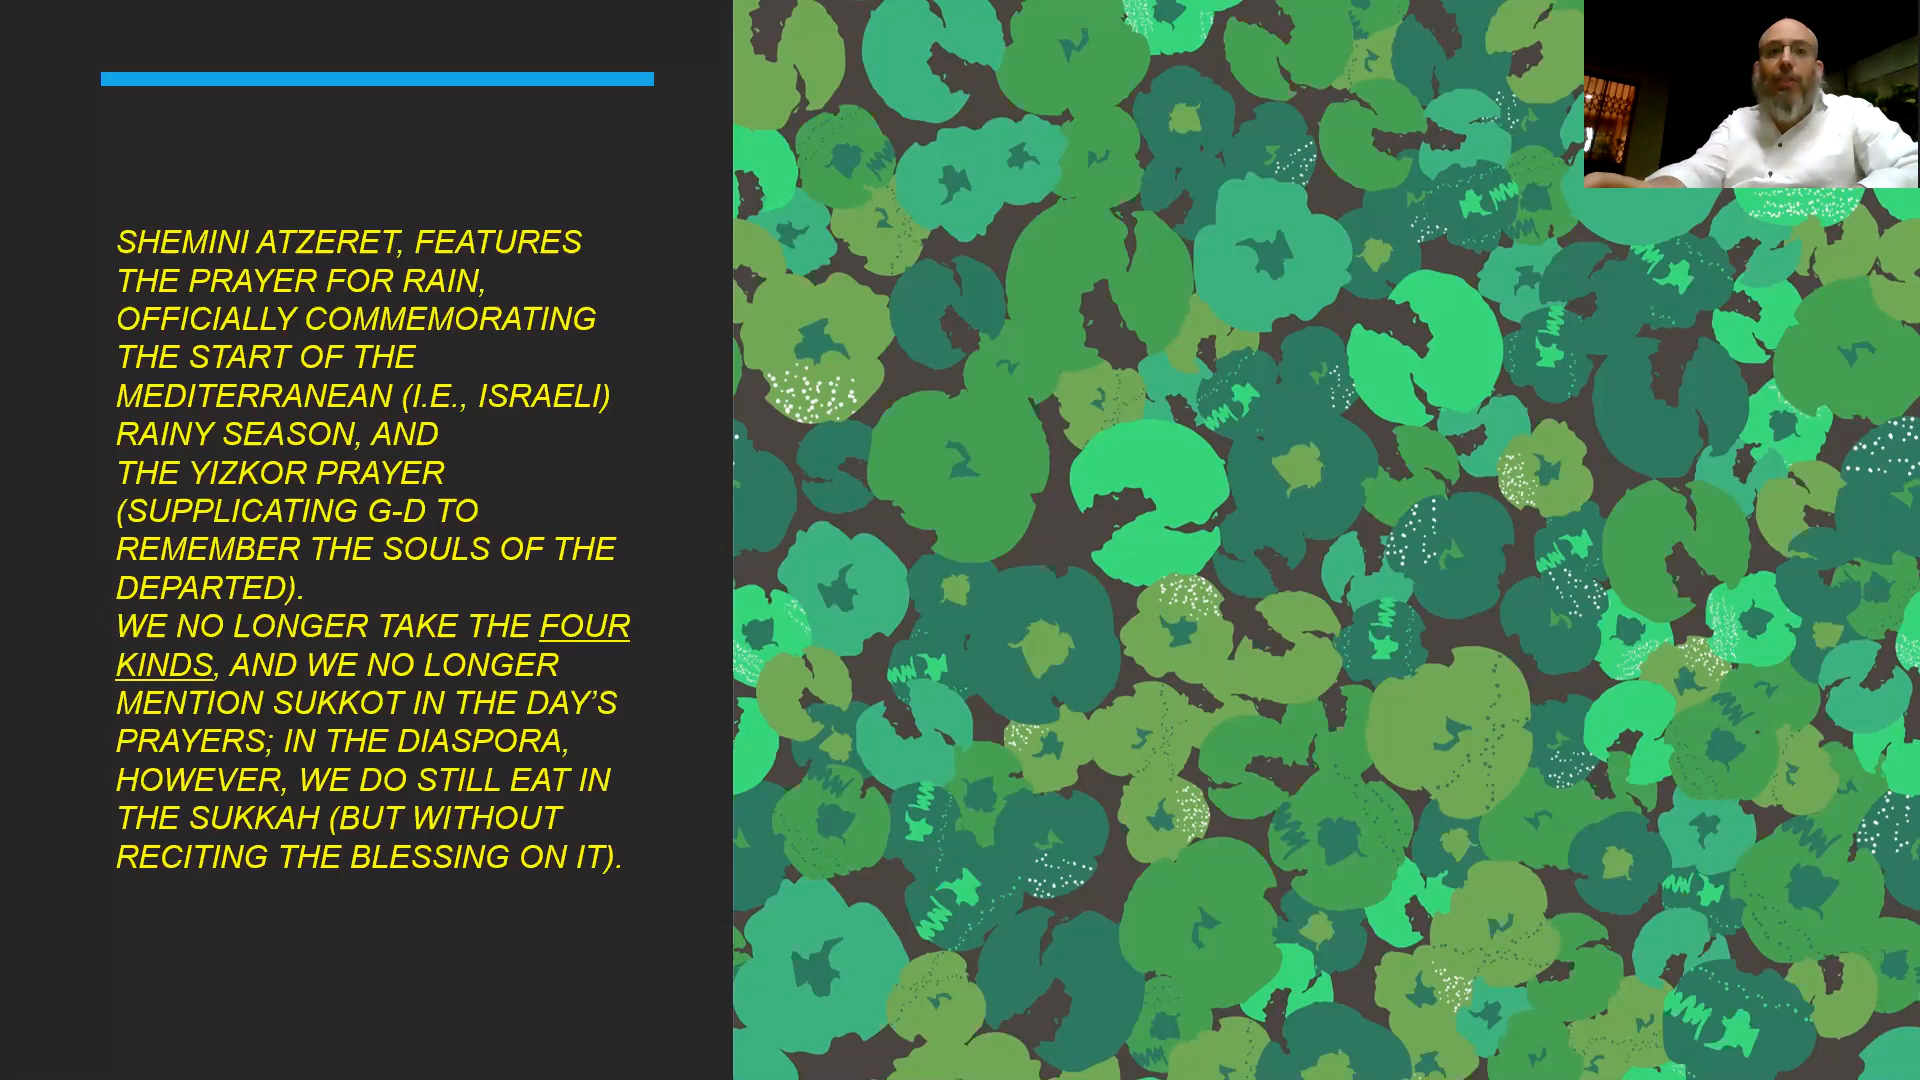 SHEMINI ATZERET, FEATURES
THE PRAYER FOR RAIN,
OFFICIALLY COMMEMORATING
THE START OF THE
MEDITERRANEAN (I.E., ISRAELI)
RAINY SEASON, AND
THE YIZKOR PRAYER
(SUPPLICATING G-D TO
REMEMBER THE SOULS OF THE
DEPARTED).
WE NO LONGER TAKE THE FOUR
KINDS, AND WE NO LONGER
MENTION SUKKOT IN THE DAY’S
PRAYERS; IN THE DIASPORA,
HOWEVER, WE DO STILL EAT IN
THE SUKKAH (BUT WITHOUT
RECITING THE BLESSING ON IT).